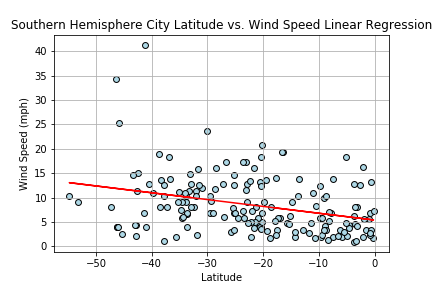 Southern Hemisphere City Latitude vs. Wind Speed Linear Regression
40
35
30
25
20
15
10
5
0
Wind Speed (mph)
−50 −40 −30 −20 −10 0
Latitude